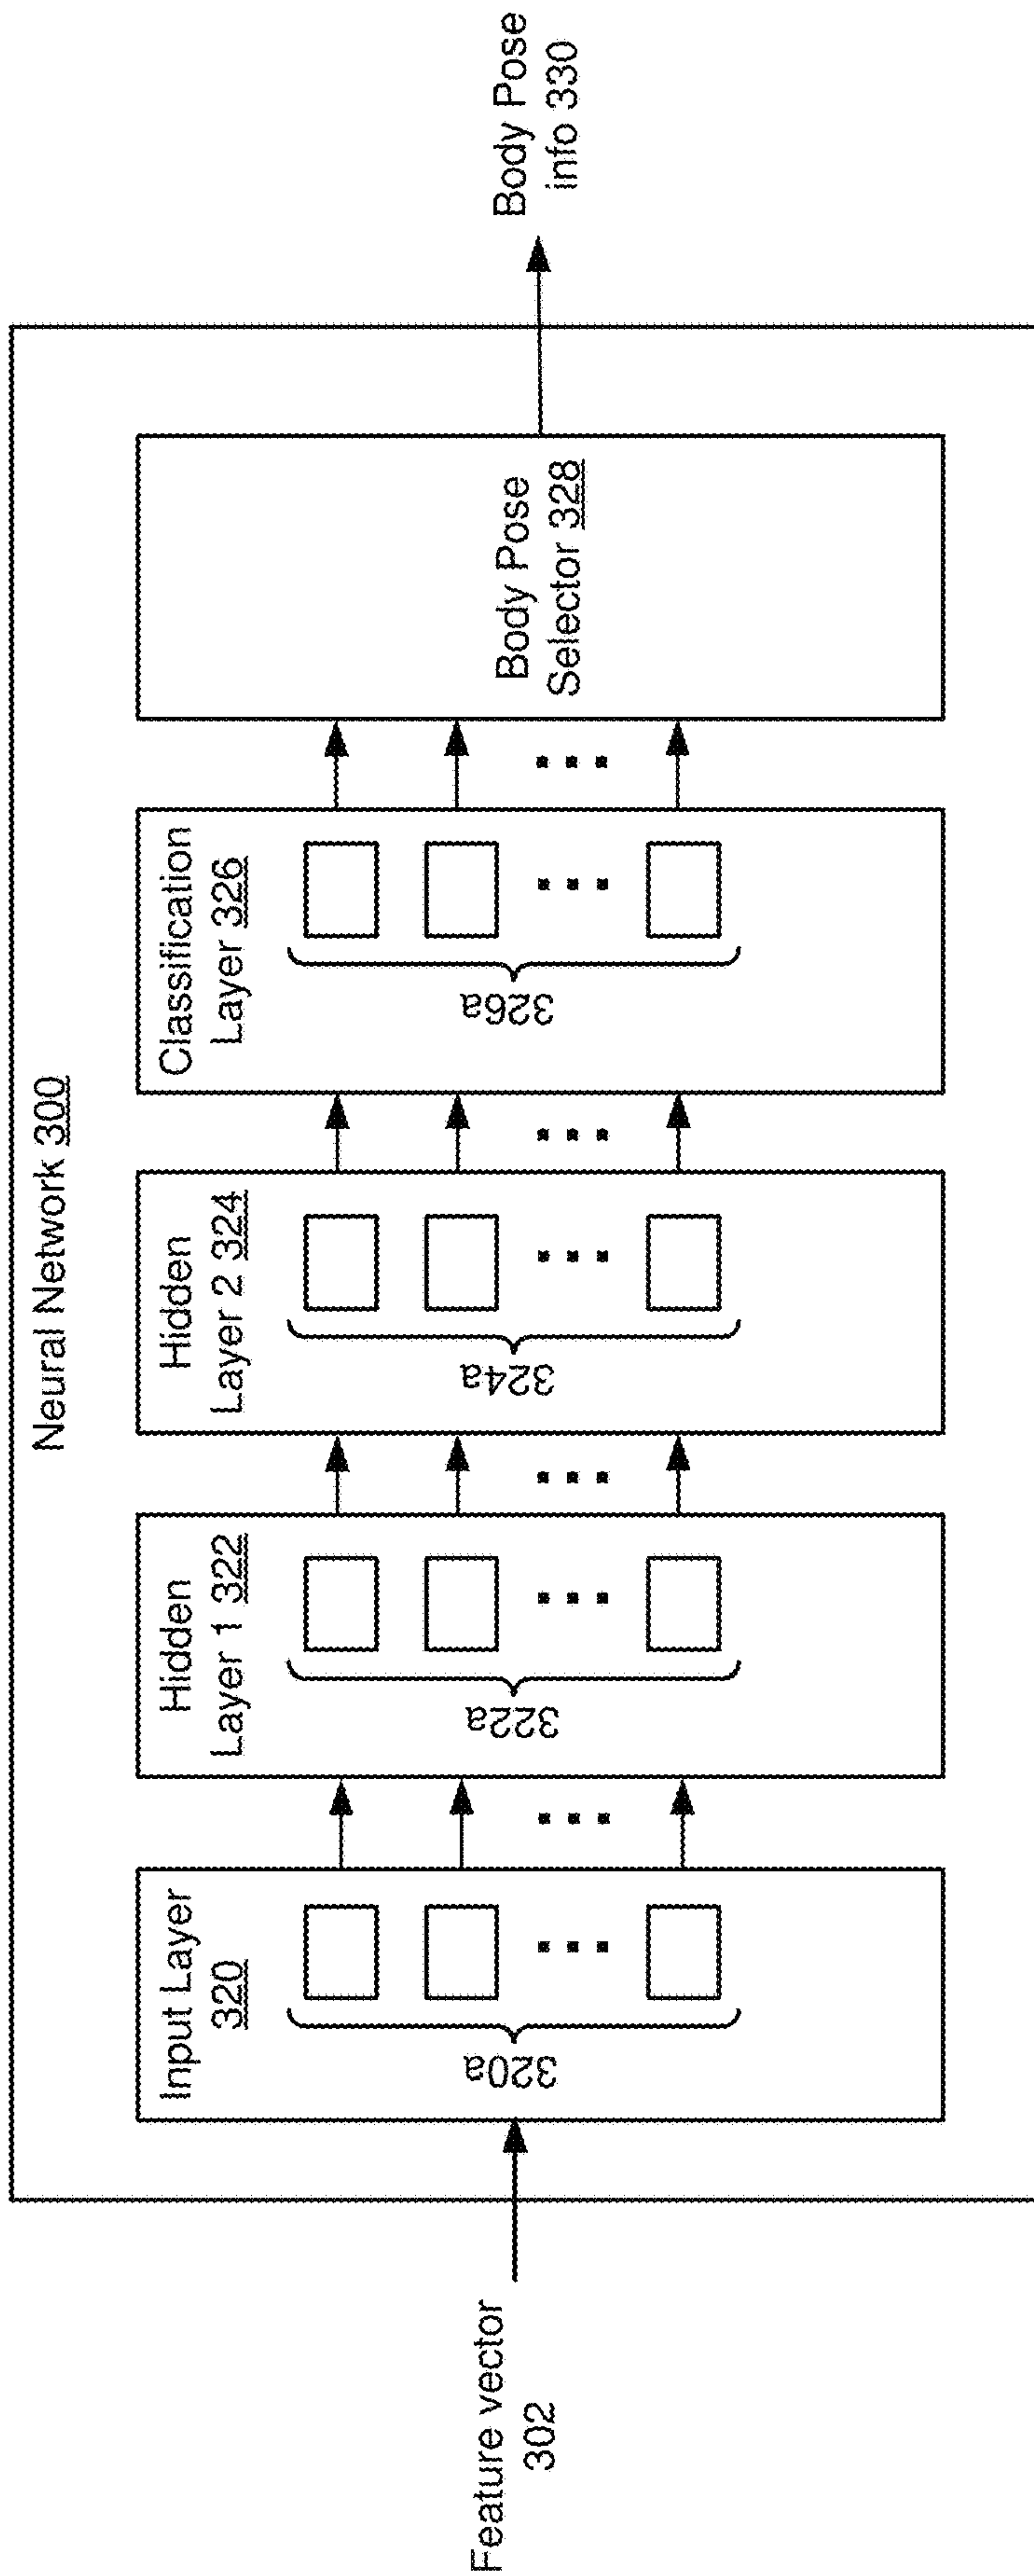 Neural Network 300
Feature vector
302
Input Layer
320
320a
Hidden
Layer 1 322
322a
Hidden
Layer 2 324
324a
Classification
Layer 326
326a
Body Pose
Selector 328
Body Pose
info 330